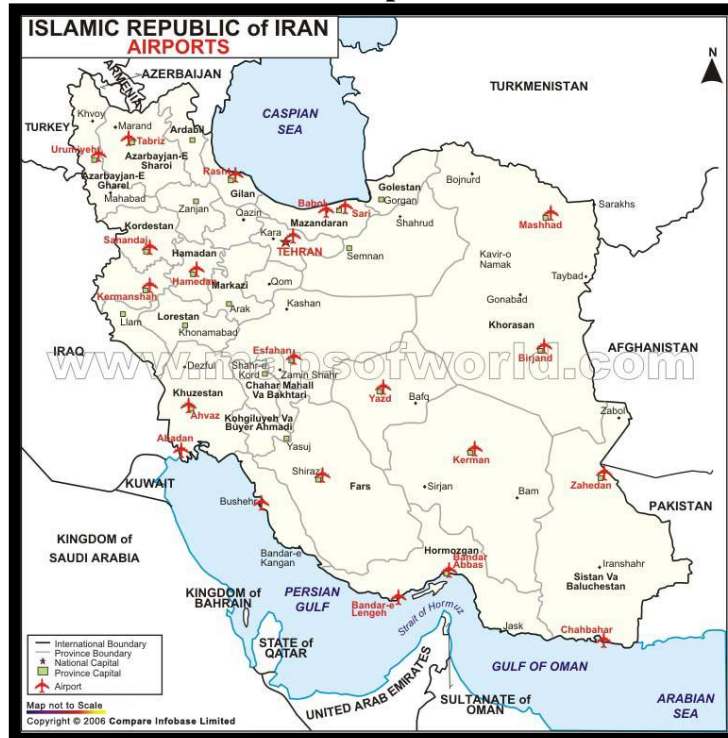 ISLAMIC REPUBLIC of IRAN
AIRPORTS
N
ARMENIA
AZERBAIJAN
TURKMENISTAN
TURKEY
CASPIAN
SEA
Khvoy
Marand
Ardabil
Tabriz
Urumiyeh
Azarbayjan-E
Sharoi
Azarbayjan-E
Gharel
Mahabad
Rasht
Gilan
Zanjan
Qazin
Kordestan
Sanandaj
Hamadan
Kara
TEHRAN
Babol
Sari
Mazandaran
Golestan
Gorgan
Shahrud
Semnan
Bojnurd
Mashhad
Sarakhs
Kavir-o
Namak
Taybad
Gonabad
Khorasan
Birjand
AFGHANISTAN
Hamedan
Kermanshah
Markazi
Qom
Kashan
Arak
Lorestan
Llam
Khonamabad
IRAQ
Esfahan
www.mapsofworld.com
Dezful
Shahr-e
Kord
Zamin Shahr
Chahar Mahall
Va Bakhtari
Khuzestan
Ahvaz
Kohgiluyeh Va
Buyer Ahmadi
Yasuj
Yazd
Bafq
Zabol
Abadan
KUWAIT
Shiraz
Fars
Kerman
Sirjan
Bam
Zahedan
PAKISTAN
Bushehr
KINGDOM of
SAUDI ARABIA
Bandar-e
Kangan
Hormozgan
Bandar
Abbas
Iranshahr
Sistan Va
Baluchestan
KINGDOM of
BAHRAIN
PERSIAN
GULF
Bandar-e
Lengeh
Strait of Hormuz
Jask
Chahbahar
STATE of
QATAR
GULF OF OMAN
UNITED ARAB EMIRATES
SULTANATE of
OMAN
ARABIAN
SEA
International Boundary
Province Boundary
National Capital
Province Capital
Airport
Map not to Scale
Copyright © 2006 Compare Infobase Limited